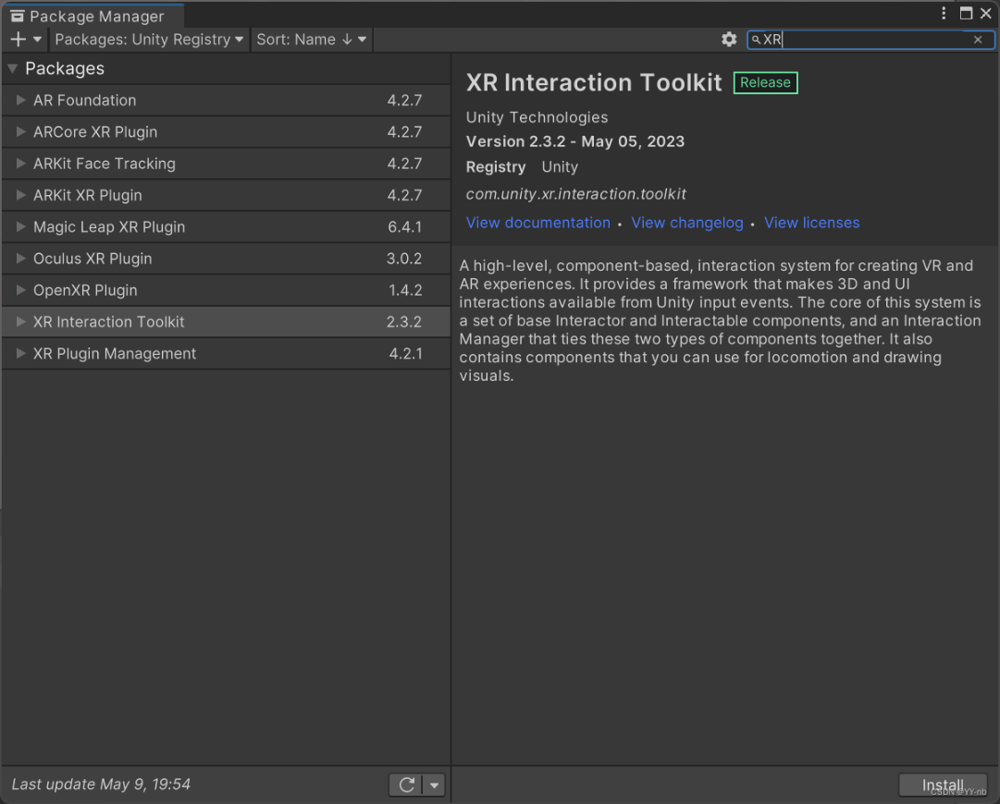 Package Manager
Packages: Unity Registry Sort: Name ↓ XR
Packages
AR Foundation 4.2.7
ARCore XR Plugin 4.2.7
ARKit Face Tracking 4.2.7
ARKit XR Plugin 4.2.7
Magic Leap XR Plugin 6.4.1
Oculus XR Plugin 3.0.2
OpenXR Plugin 1.4.2
XR Interaction Toolkit 2.3.2
XR Plugin Management 4.2.1
Last update May 9, 19:54
XR Interaction Toolkit Release
Unity Technologies
Version 2.3.2 - May 05, 2023
Registry Unity
com.unity.xr.interaction.toolkit
View documentation • View changelog • View licenses
A high-level, component-based, interaction system for creating VR and
AR experiences. It provides a framework that makes 3D and UI
interactions available from Unity input events. The core of this system is
a set of base Interactor and Interactable components, and an Interaction
Manager that ties these two types of components together. It also
contains components that you can use for locomotion and drawing
visuals.
Install
CSDN @YY-nb